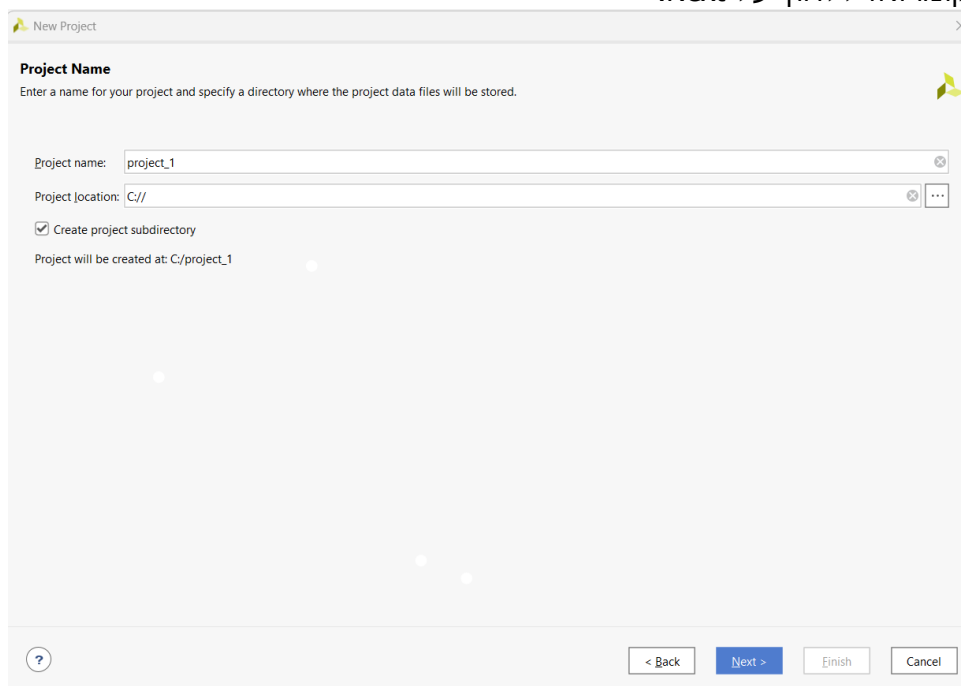 New Project
Project Name
Enter a name for your project and specify a directory where the project data files will be stored.
Project name: project_1
Project location: C://
Create project subdirectory
Project will be created at: C:/project_1
? < Back Next > Finish Cancel